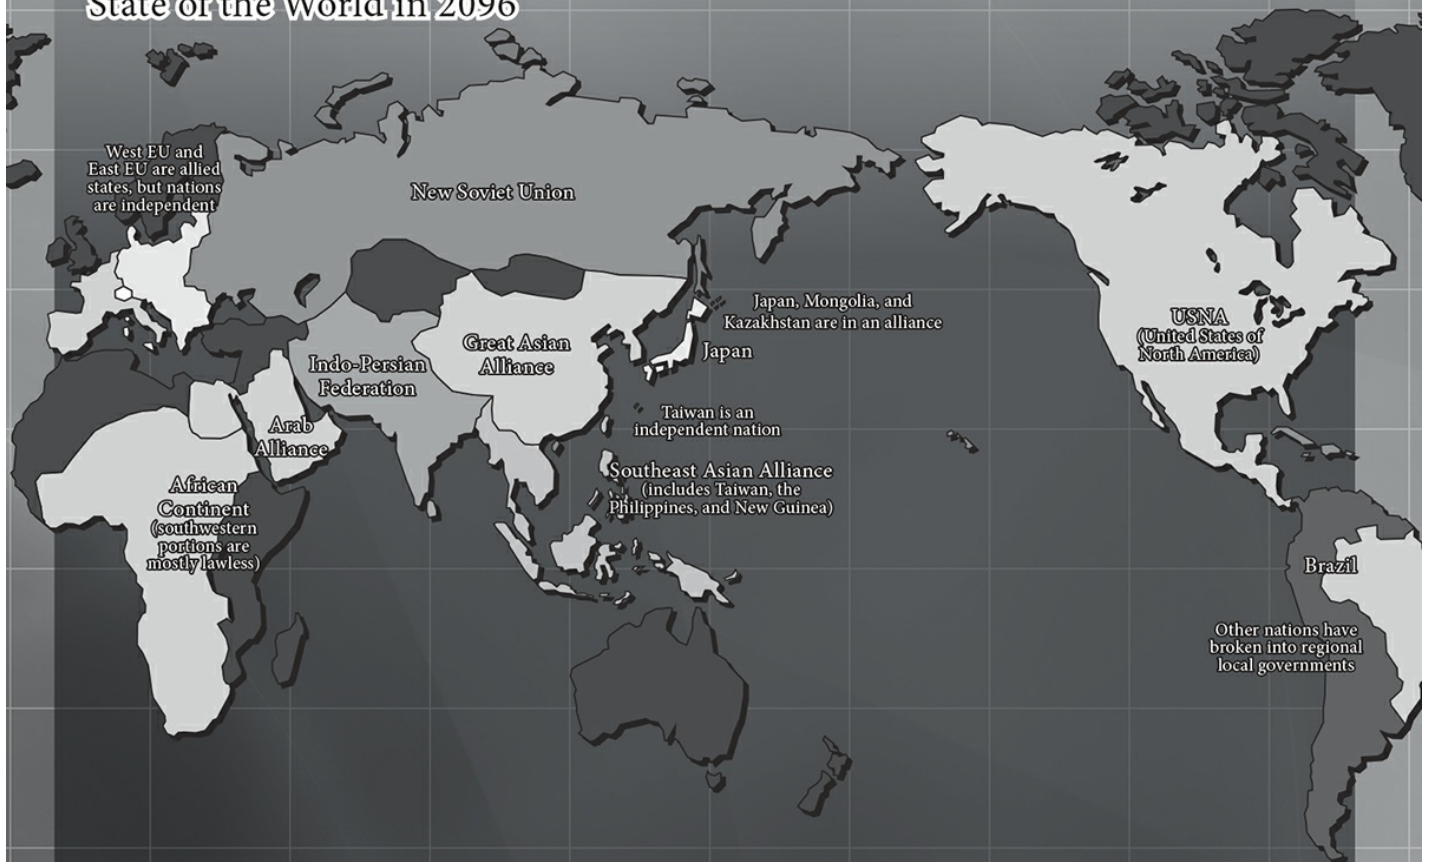 State of the World in 2096
West EU and
East EU are allied
states, but nations
are independent
New Soviet Union
Japan, Mongolia, and
Kazakhstan are in an alliance
Japan
USNA
(United States of
North America)
Great Asian
Alliance
Indo-Persian
Federation
Arab
Alliance
Taiwan is an
independent nation
Southeast Asian Alliance
(includes Taiwan, the
Philippines, and New Guinea)
African
Continent
(southwestern
portions are
mostly lawless)
Brazil
Other nations have
broken into regional
local governments